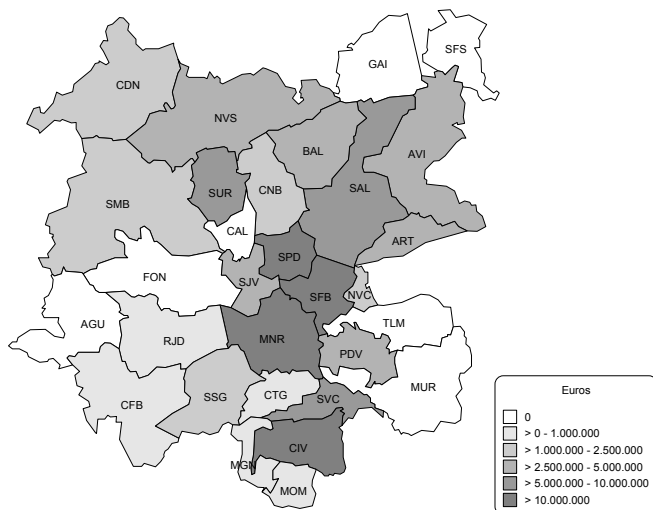 SFS
GAI
CDN
NVS
BAL
AVI
SUR
CNB
SAL
SMB
CAL
ART
SPD
FON
SJV
SFB
NVC
AGU
TLM
RJD
MNR
PDV
MUR
CFB
SSG
CTG
SVC
CIV
MGN
MOM
Euros
0
> 0 - 1.000.000
> 1.000.000 - 2.500.000
> 2.500.000 - 5.000.000
> 5.000.000 - 10.000.000
> 10.000.000